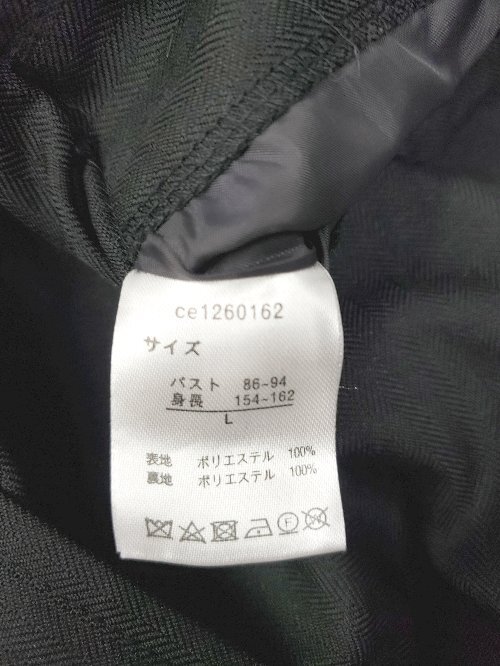 ce1260162
サイズ
バスト 86~94
身長 154~162
L
表地 ポリエステル 100%
裏地 ポリエステル 100%